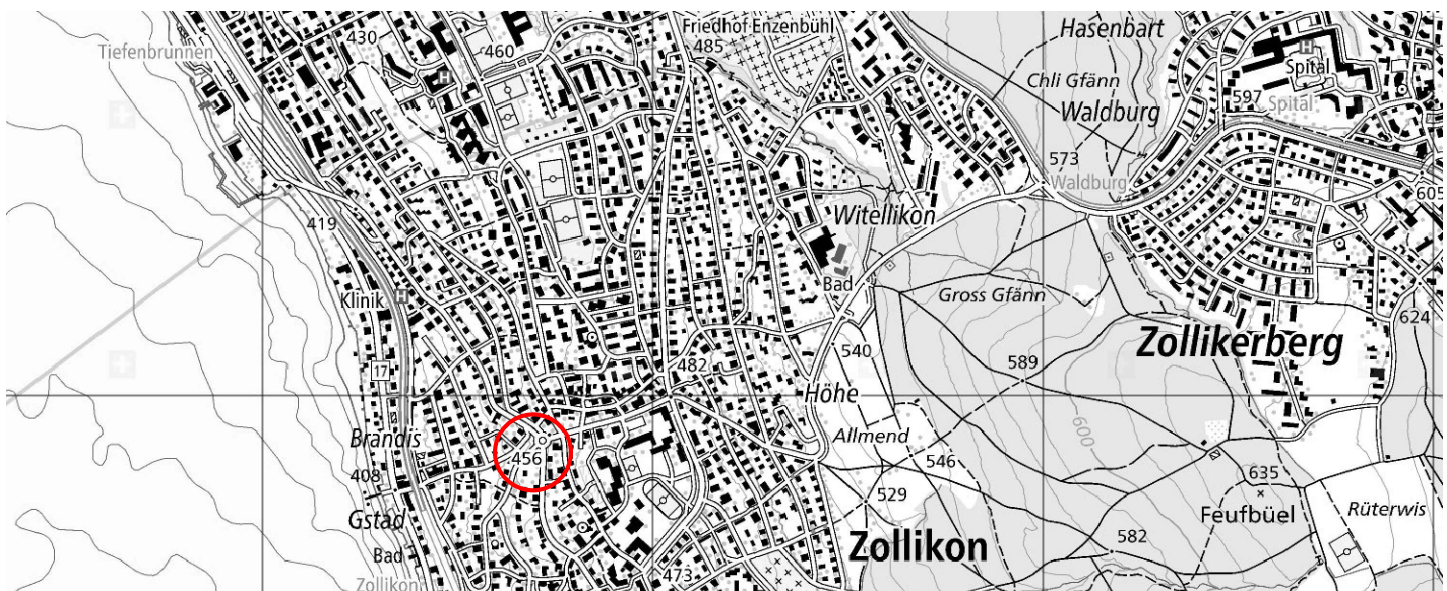 Friedhof Enzenbühl
485
Hasenbart
430
460
H
H
Spital
Tiefenbrunnen
Chli Gfänn
597
Spital
Waldburg
573
Waldburg
605
419
Witellikon
Klinik
H
Bad
Gross Gfänn
624
540
589
Zollikerberg
17
482
Höhe
Brandis
Allmend
600
456
408
546
635
529
Gstad
Feufbüel
Rüterwis
582
Zollikon
Bad
473
Zollikon